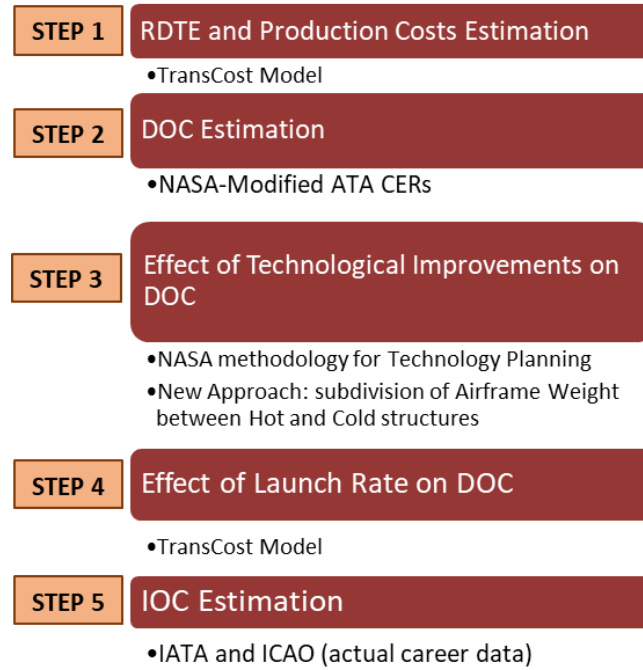 STEP 1
RDTE and Production Costs Estimation
•TransCost Model
STEP 2
DOC Estimation
•NASA-Modified ATA CERs
STEP 3
Effect of Technological Improvements on
DOC
•NASA methodology for Technology Planning
•New Approach: subdivision of Airframe Weight
between Hot and Cold structures
STEP 4
Effect of Launch Rate on DOC
•TransCost Model
STEP 5
IOC Estimation
•IATA and ICAO (actual career data)